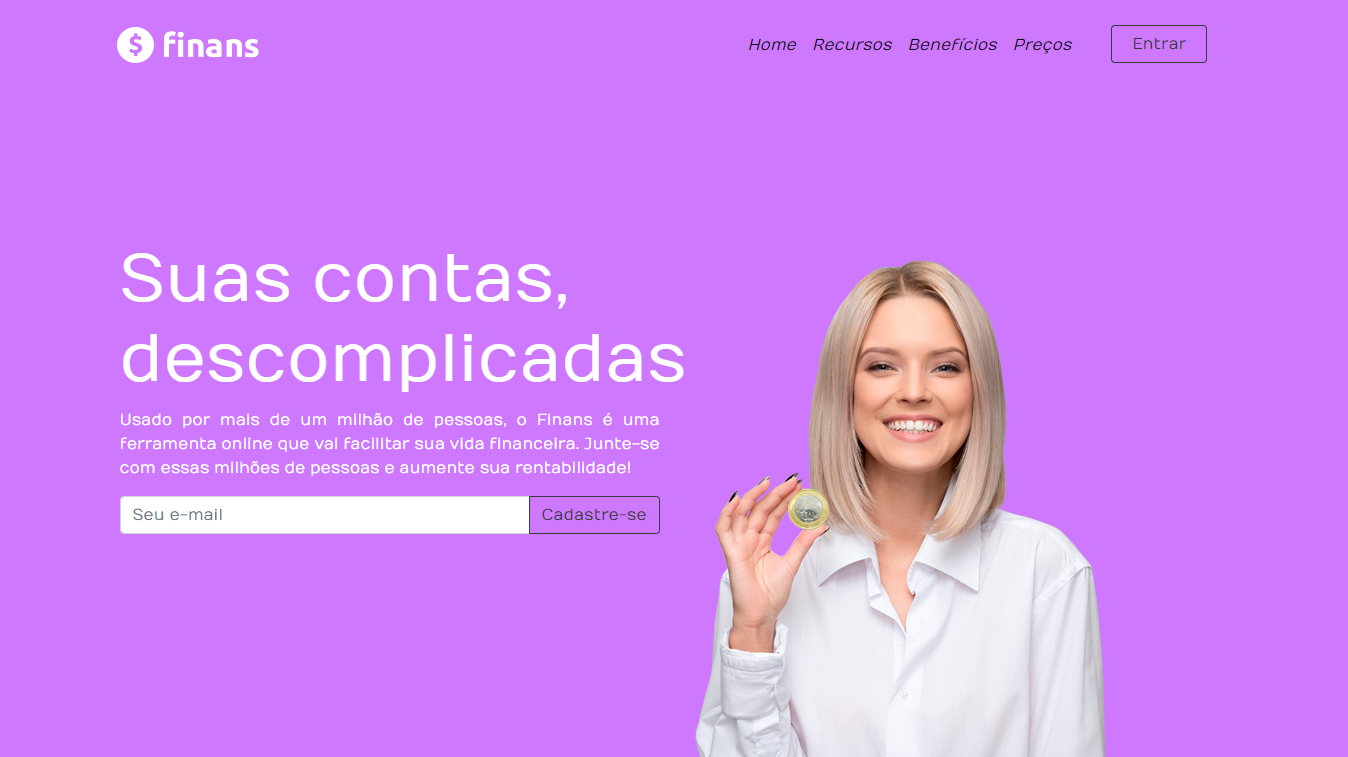 $ finans
Home Recursos Benefícios Preços Entrar
Suas contas,
descomplicadas
Usado por mais de um milhão de pessoas, o Finans é uma
ferramenta online que vai facilitar sua vida financeira. Junte-se
com essas milhões de pessoas e aumente sua rentabilidade!
Seu e-mail Cadastre-se